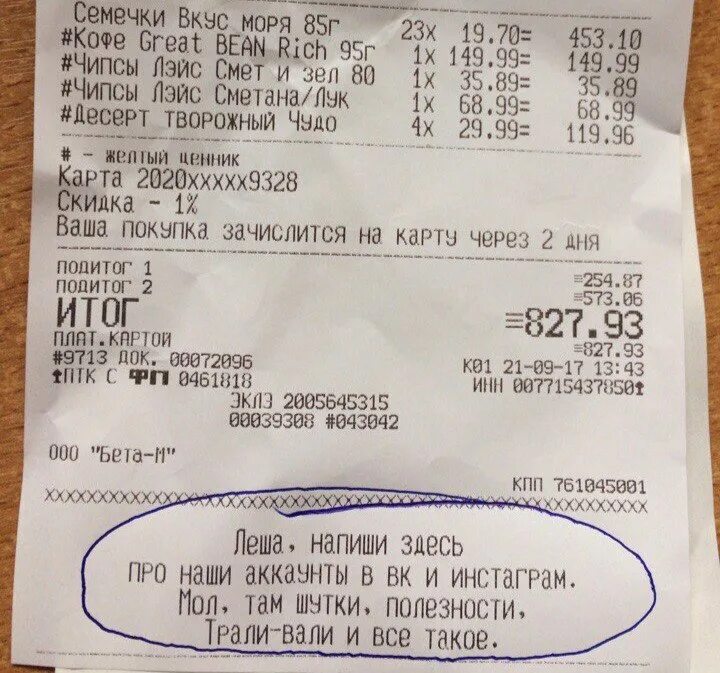 Семечки Вкус моря 85г 23х 19.70= 453.10
#Кофе Great BEAN Rich 95г 1х 149.99= 149.99
#Чипсы Лэйс Смет и зел 80 1х 35.89= 35.89
#Чипсы Лэйс Сметана/Лук 1х 68.99= 68.99
#Десерт творожный Чудо 4х 29.99= 119.96
# - желтый ценник
Карта 2020xxxxx9328
Скидка - 1%
Ваша покупка зачислится на карту через 2 дня
подитог 1 =254.87
подитог 2 =573.06
ИТОГ =827.93
ПЛАТ.КАРТОЙ =827.93
#9713 ДОК. 00072096 К01 21-09-17 13:43
ПТК С ФП 0461818 ИНН 007715437850
ЭКЛЗ 2005645315
00039308 #043042
ООО "Бета-М"
КПП 761045001
XXXXXXXXXXXXXXXXXXXXXXXXXXXXXXXXXXXXXXXXXXXX
Леша, напиши здесь
про наши аккаунты в вк и инстаграм.
Мол, там шутки, полезности,
Трали-вали и все такое.